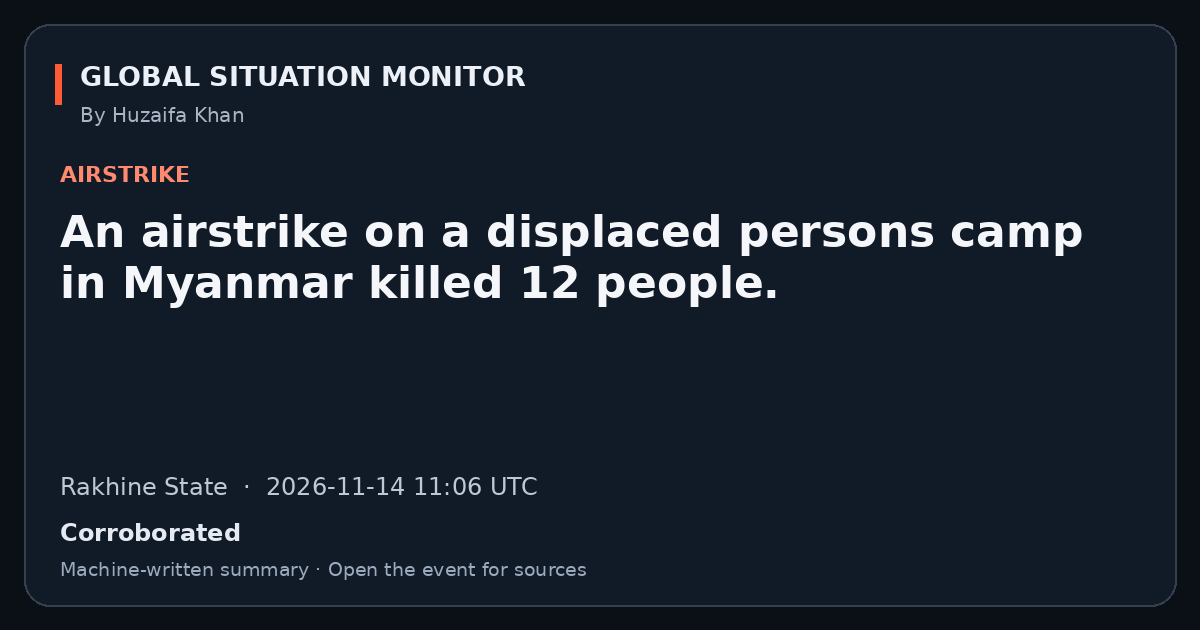 GLOBAL SITUATION MONITOR
By Huzaifa Khan
AIRSTRIKE
An airstrike on a displaced persons camp
in Myanmar killed 12 people.
Rakhine State · 2026-11-14 11:06 UTC
Corroborated
Machine-written summary · Open the event for sources